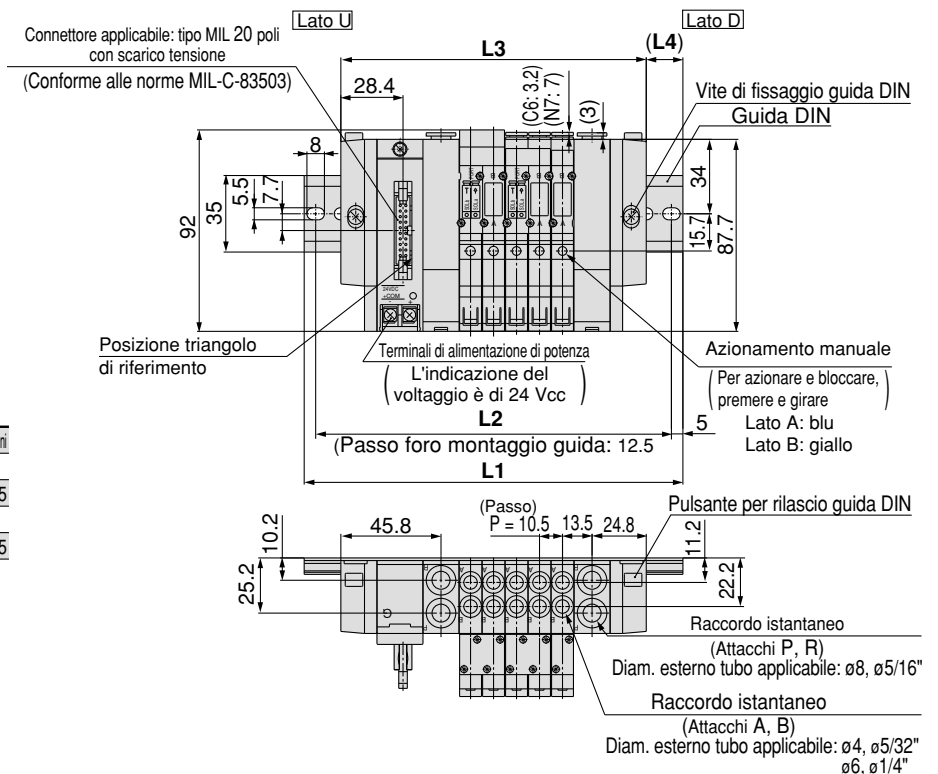 Lato U
Lato D
Connettore applicabile: tipo MIL 20 poli
con scarico tensione
(Conforme alle norme MIL-C-83503)
L3
(L4)
28.4
(C6: 3.2)
(N7: 7)
(3)
Vite di fissaggio guida DIN
Guida DIN
8
5.5
7.7
35
92
34
15.7
87.7
24VDC
+COM
- +
Posizione triangolo
di riferimento
Terminali di alimentazione di potenza
(L'indicazione del
voltaggio è di 24 Vcc)
Azionamento manuale
(Per azionare e bloccare,
premere e girare)
Lato A: blu
Lato B: giallo
L2
5
(Passo foro montaggio guida: 12.5
L1
5
5
(Passo)
P = 10.5
13.5
24.8
45.8
10.2
25.2
11.2
22.2
Pulsante per rilascio guida DIN
Raccordo istantaneo
(Attacchi P, R)
Diam. esterno tubo applicabile: ø8, ø5/16"
Raccordo istantaneo
(Attacchi A, B)
Diam. esterno tubo applicabile: ø4, ø5/32"
ø6, ø1/4"